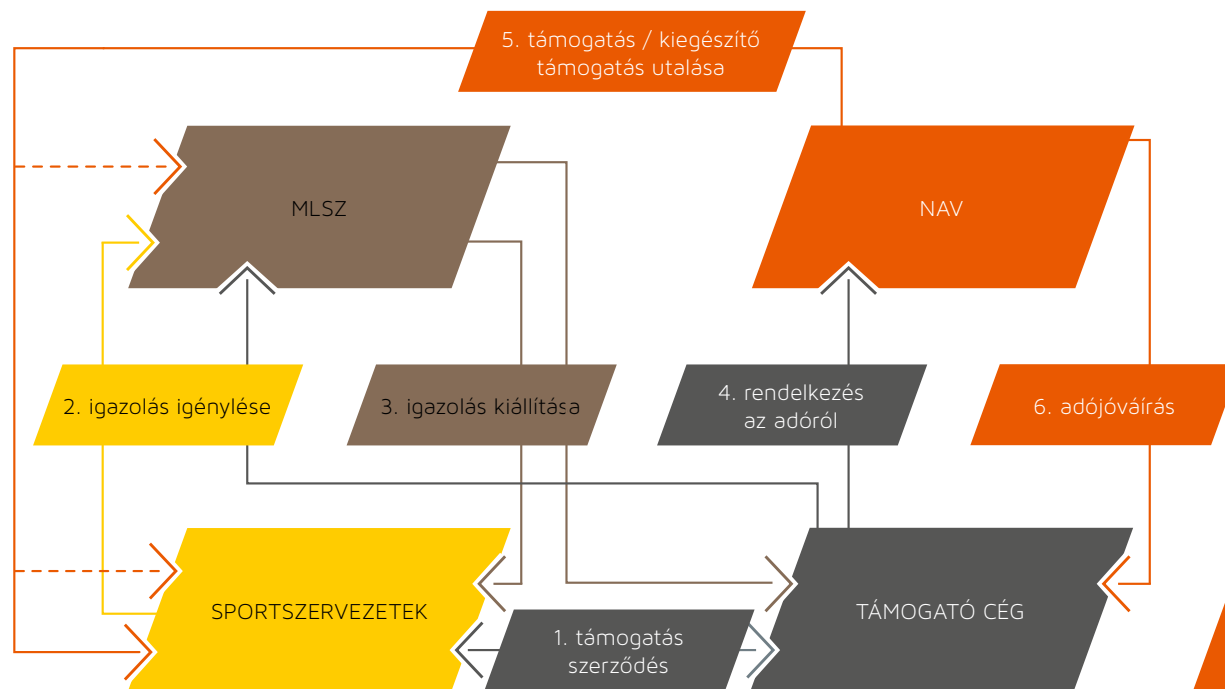 5. támogatás / kiegészítő
támogatás utalása
MLSZ
NAV
2. igazolás igénylése
3. igazolás kiállítása
4. rendelkezés
az adóról
6. adójóváírás
SPORTSZERVEZETEK
TÁMOGATÓ CÉG
1. támogatás
szerződés